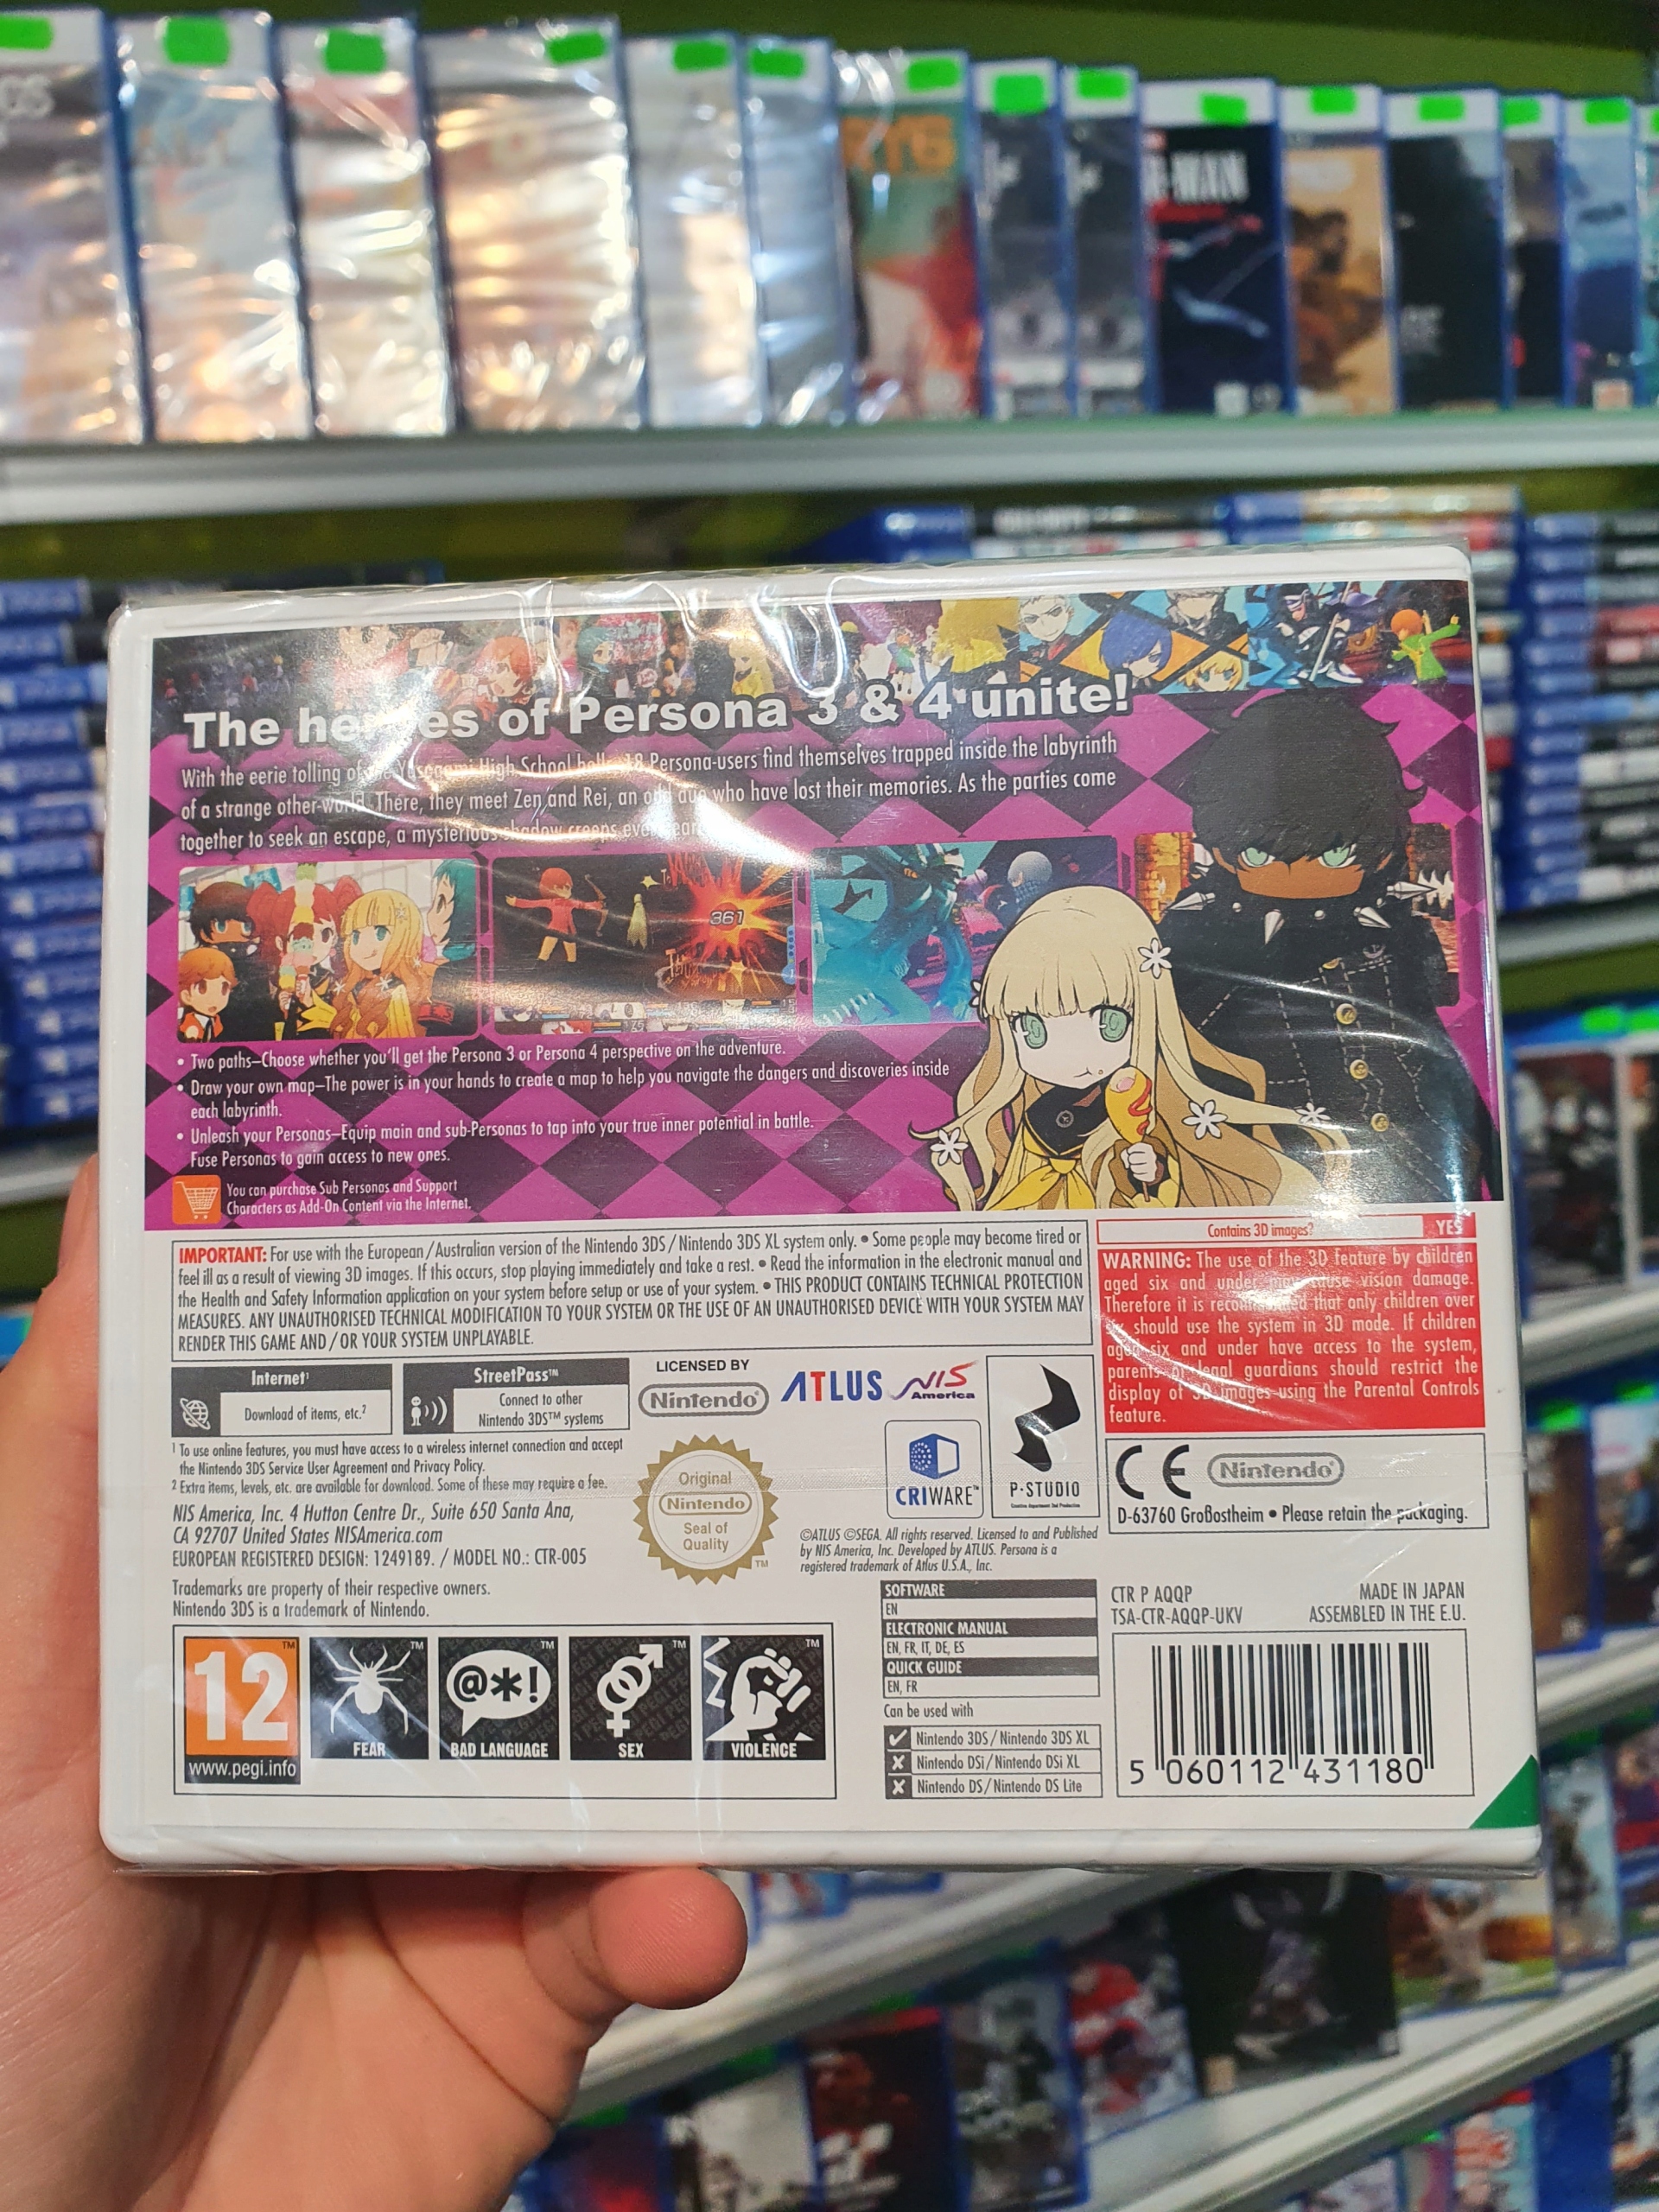 The heroes of Persona 3 & 4 unite!
With the eerie tolling of the Yasogami High School bells, 18 Persona-users find themselves trapped inside the labyrinth
of a strange other-world. There, they meet Zen and Rei, an odd duo who have lost their memories. As the parties come
together to seek an escape, a mysterious shadow creeps ever
361
• Two paths—Choose whether you'll get the Persona 3 or Persona 4 perspective on the adventure.
• Draw your own map—The power is in your hands to create a map to help you navigate the dangers and discoveries inside
each labyrinth.
• Unleash your Personas—Equip main and sub-Personas to tap into your true inner potential in battle.
Fuse Personas to gain access to new ones.
You can purchase Sub Personas and Support
Characters as Add-On Content via the Internet.
IMPORTANT: For use with the European/Australian version of the Nintendo 3DS/Nintendo 3DS XL system only. • Some people may become tired or
feel ill as a result of viewing 3D images. If this occurs, stop playing immediately and take a rest. • Read the information in the electronic manual and
the Health and Safety Information application on your system before setup or use of your system. • THIS PRODUCT CONTAINS TECHNICAL PROTECTION
MEASURES. ANY UNAUTHORISED TECHNICAL MODIFICATION TO YOUR SYSTEM OR THE USE OF AN UNAUTHORISED DEVICE WITH YOUR SYSTEM MAY
RENDER THIS GAME AND/OR YOUR SYSTEM UNPLAYABLE.
Contains 3D images? YES
WARNING: The use of the 3D feature by children
aged six and under may cause vision damage.
Therefore it is recommended that only children over
six should use the system in 3D mode. If children
aged six and under have access to the system,
parents or legal guardians should restrict the
display of 3D images using the Parental Controls
feature.
Internet¹
Download of items, etc.²
StreetPass™
Connect to other
Nintendo 3DS™ systems
LICENSED BY
Nintendo
ATLUS
NIS
America
CRIWARE™
P-STUDIO
¹ To use online features, you must have access to a wireless internet connection and accept
the Nintendo 3DS Service User Agreement and Privacy Policy.
² Extra items, levels, etc. are available for download. Some of these may require a fee.
NIS America, Inc. 4 Hutton Centre Dr., Suite 650 Santa Ana,
CA 92707 United States NISAmerica.com
EUROPEAN REGISTERED DESIGN: 1249189. / MODEL NO.: CTR-005
Trademarks are property of their respective owners.
Nintendo 3DS is a trademark of Nintendo.
Original
Nintendo
Seal of
Quality
TM
©ATLUS ©SEGA. All rights reserved. Licensed to and Published
by NIS America, Inc. Developed by ATLUS. Persona is a
registered trademark of Atlus U.S.A., Inc.
CE Nintendo
D-63760 Großostheim • Please retain the packaging.
SOFTWARE
EN
ELECTRONIC MANUAL
EN, FR, IT, DE, ES
QUICK GUIDE
EN, FR
Can be used with
Nintendo 3DS/Nintendo 3DS XL
Nintendo DSi/Nintendo DSi XL
Nintendo DS/Nintendo DS Lite
CTR P AQQP
TSA-CTR-AQQP-UKV
MADE IN JAPAN
ASSEMBLED IN THE E.U.
5 060112 431180
12
www.pegi.info
FEAR
@*!
BAD LANGUAGE
SEX
VIOLENCE